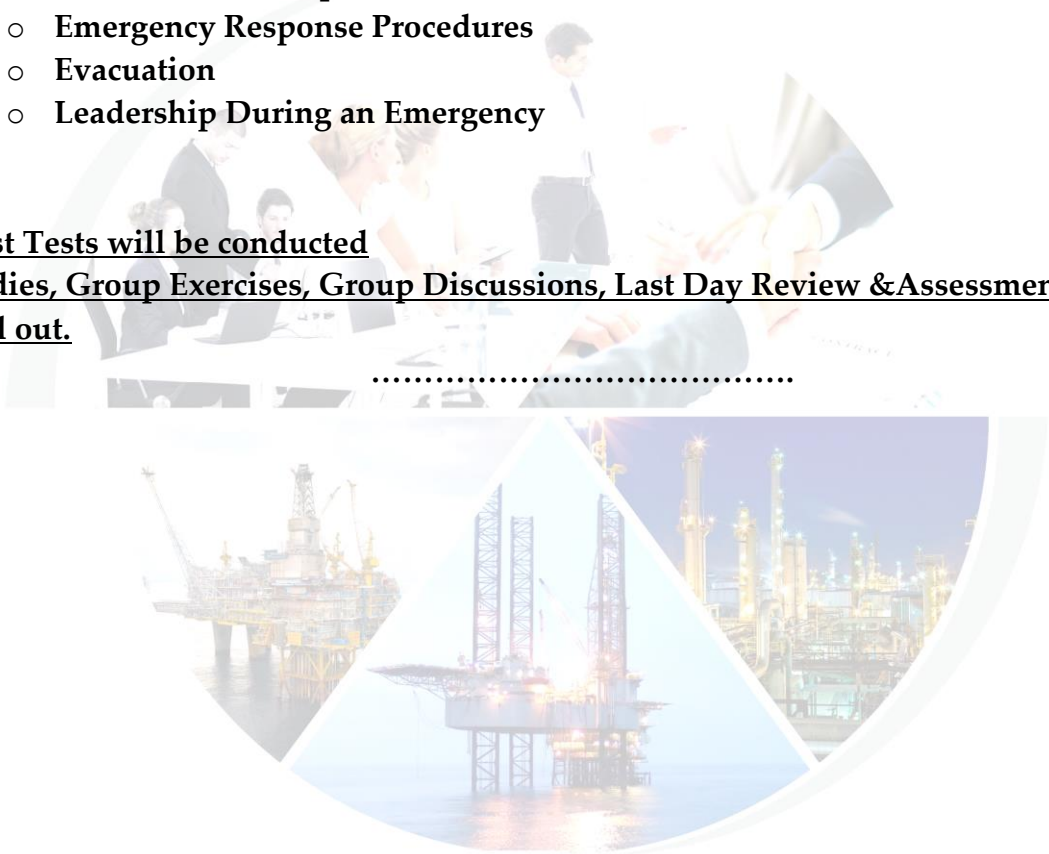 o Emergency Response Procedures
o Evacuation
o Leadership During an Emergency
st Tests will be conducted
dies, Group Exercises, Group Discussions, Last Day Review &Assessmen
l out.
………………………………….
CONTRACT